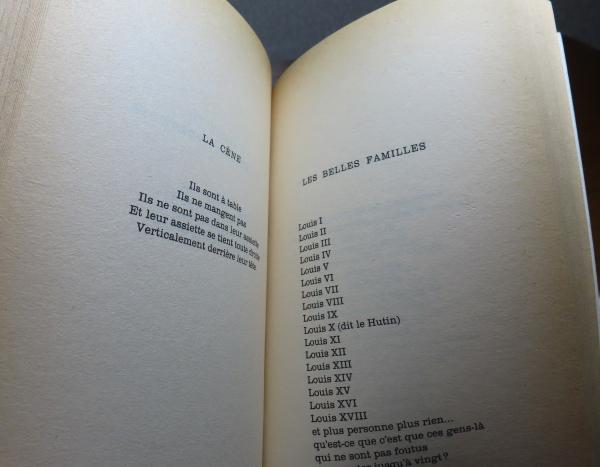 LA CÈNE
Ils sont à table
Ils ne mangent pas
Ils ne sont pas dans leur assiette
Et leur assiette se tient toute droite
Verticalement derrière leur tête
LES BELLES FAMILLES
Louis I
Louis II
Louis III
Louis IV
Louis V
Louis VI
Louis VII
Louis VIII
Louis IX
Louis X (dit le Hutin)
Louis XI
Louis XII
Louis XIII
Louis XIV
Louis XV
Louis XVI
Louis XVIII
et plus personne plus rien...
qu'est-ce que c'est que ces gens-là
qui ne sont pas foutus
jusqu'à vingt ?